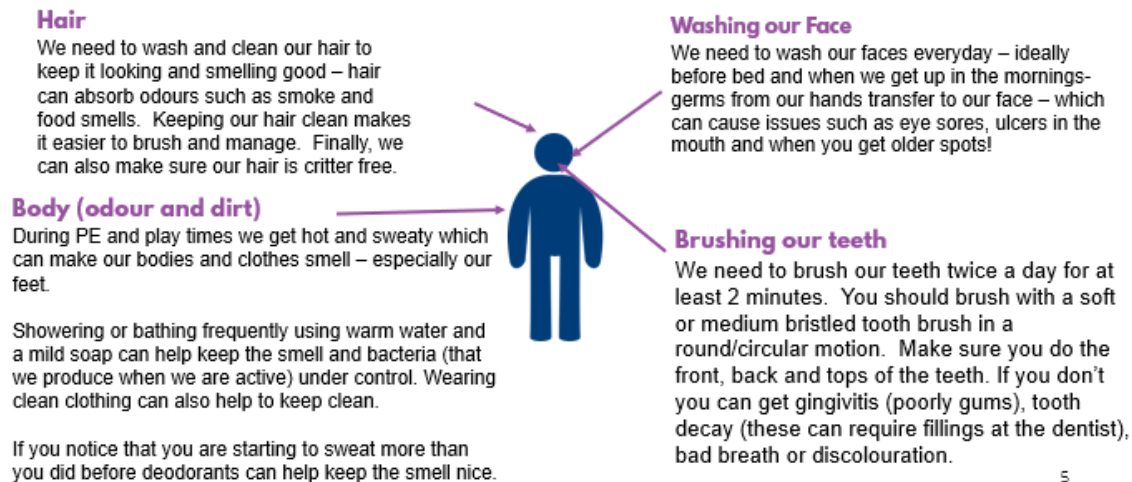 Hair
We need to wash and clean our hair to
keep it looking and smelling good – hair
can absorb odours such as smoke and
food smells.  Keeping our hair clean makes
it easier to brush and manage.  Finally, we
can also make sure our hair is critter free.
Body (odour and dirt)
During PE and play times we get hot and sweaty which
can make our bodies and clothes smell – especially our
feet.
Showering or bathing frequently using warm water and
a mild soap can help keep the smell and bacteria (that
we produce when we are active) under control. Wearing
clean clothing can also help to keep clean.
If you notice that you are starting to sweat more than
you did before deodorants can help keep the smell nice.
Washing our Face
We need to wash our faces everyday – ideally
before bed and when we get up in the mornings-
germs from our hands transfer to our face – which
can cause issues such as eye sores, ulcers in the
mouth and when you get older spots!
Brushing our teeth
We need to brush our teeth twice a day for at
least 2 minutes.  You should brush with a soft
or medium bristled tooth brush in a
round/circular motion.  Make sure you do the
front, back and tops of the teeth. If you don’t
you can get gingivitis (poorly gums), tooth
decay (these can require fillings at the dentist),
bad breath or discolouration.
5